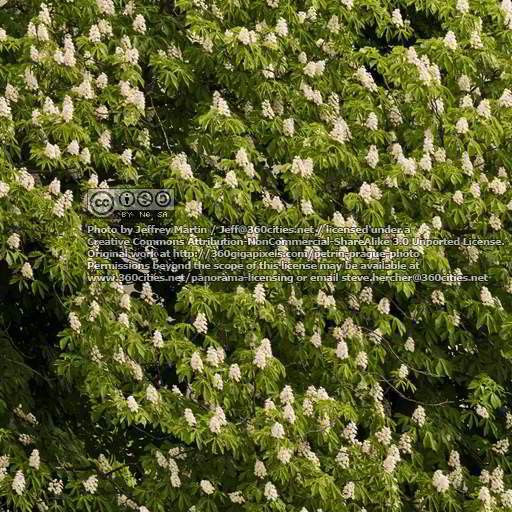 cc
BY NC SA
Photo by Jeffrey Martin / Jeff@360cities.net / licensed under a
Creative Commons Attribution-NonCommercial-ShareAlike 3.0 Unported License.
Original work at http://360gigapixels.com/petrin-prague-photo
Permissions beyond the scope of this license may be available at
www.360cities.net/panorama-licensing or email steve.hercher@360cities.net